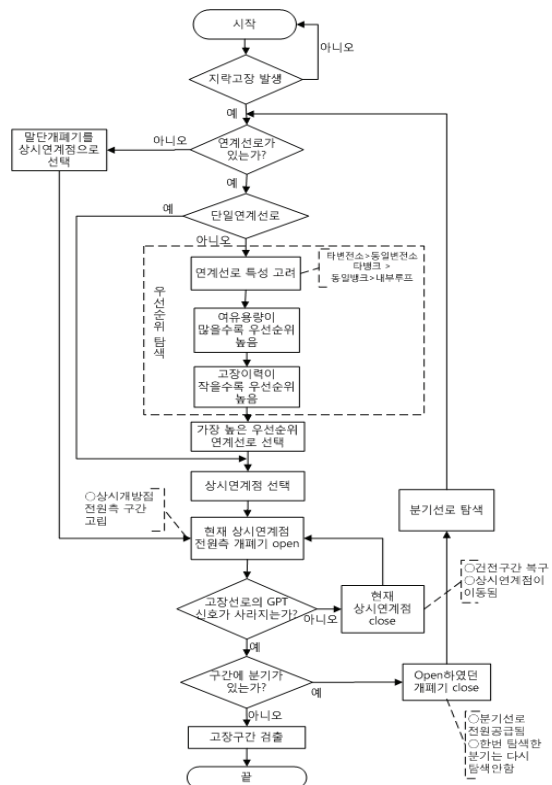 시작
아니오
지락고장 발생
예
말단개폐기를
상시연계점으로
선택
아니오
연계선로가
있는가?
예
예
단일연계선로
아니오
우선순위 탐색
연계선로 특성 고려
타변전소>동일변전소
타뱅크 >
동일뱅크>내부루프
여유용량이
많을수록 우선순위
높음
고장이력이
작을수록 우선순위
높음
가장 높은 우선순위
연계선로 선택
상시연계점 선택
○상시개방점
전원측 구간
고립
분기선로 탐색
현재 상시연계점
전원측 개폐기 open
○건전구간 복구
○상시연계점이
이동됨
고장선로의 GPT
신호가 사라지는가?
아니오
현재
상시연계점
close
예
구간에 분기가
있는가?
예
Open하였던
개폐기 close
아니오
○분기선로
전원공급됨
○한번 탐색한
분기는 다시
탐색안함
고장구간 검출
끝